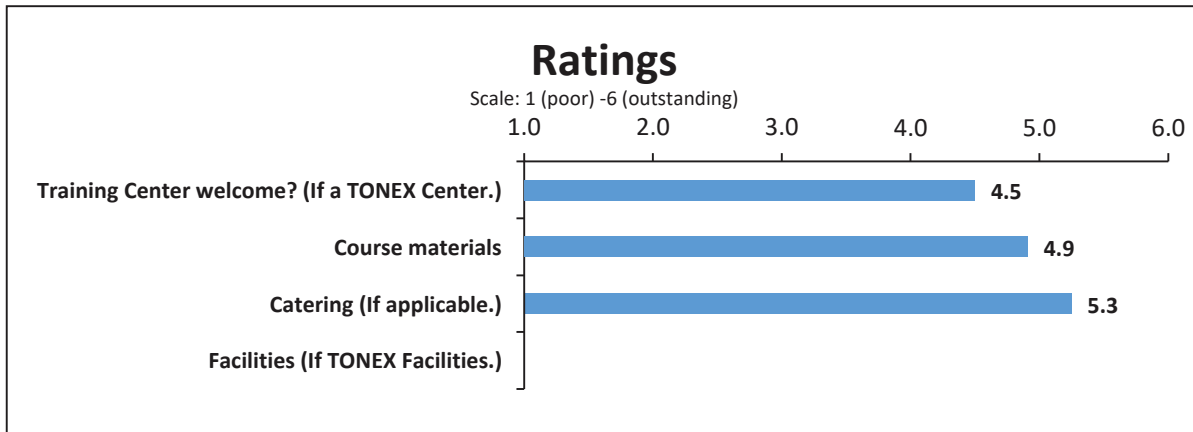 Ratings
Scale: 1 (poor) -6 (outstanding)
1.0 2.0 3.0 4.0 5.0 6.0
Training Center welcome? (If a TONEX Center.) 4.5
Course materials 4.9
Catering (If applicable.) 5.3
Facilities (If TONEX Facilities.)